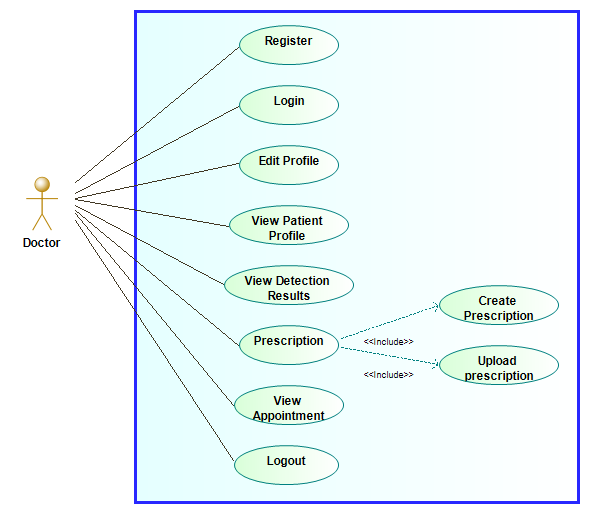 Register
Login
Edit Profile
View Patient
Profile
Doctor
View Detection
Results
Create
Prescription
Prescription
<<Include>>
Upload
prescription
<<Include>>
View
Appointment
Logout